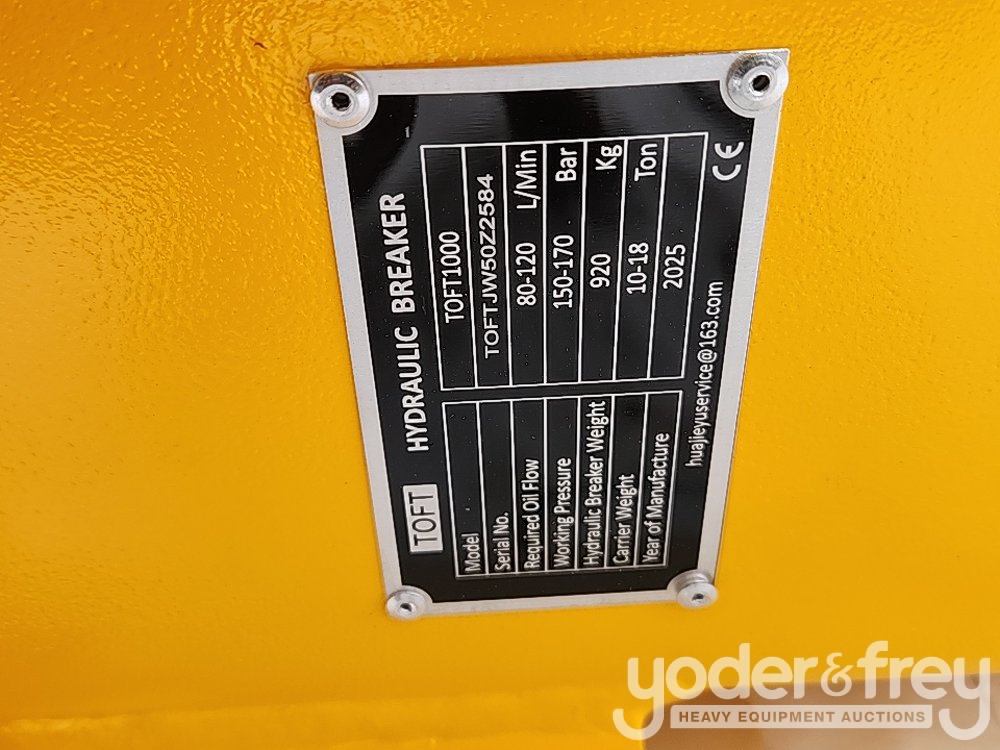 TOFT HYDRAULIC BREAKER
Model TOFT1000
Serial No. TOFTJW50Z2584
Required Oil Flow 80-120 L/Min
Working Pressure 150-170 Bar
Hydraulic Breaker Weight 920 Kg
Carrier Weight 10-18 Ton
Year of Manufacture 2025
huajieyuservice@163.com CE
yoder&frey
HEAVY EQUIPMENT AUCTIONS